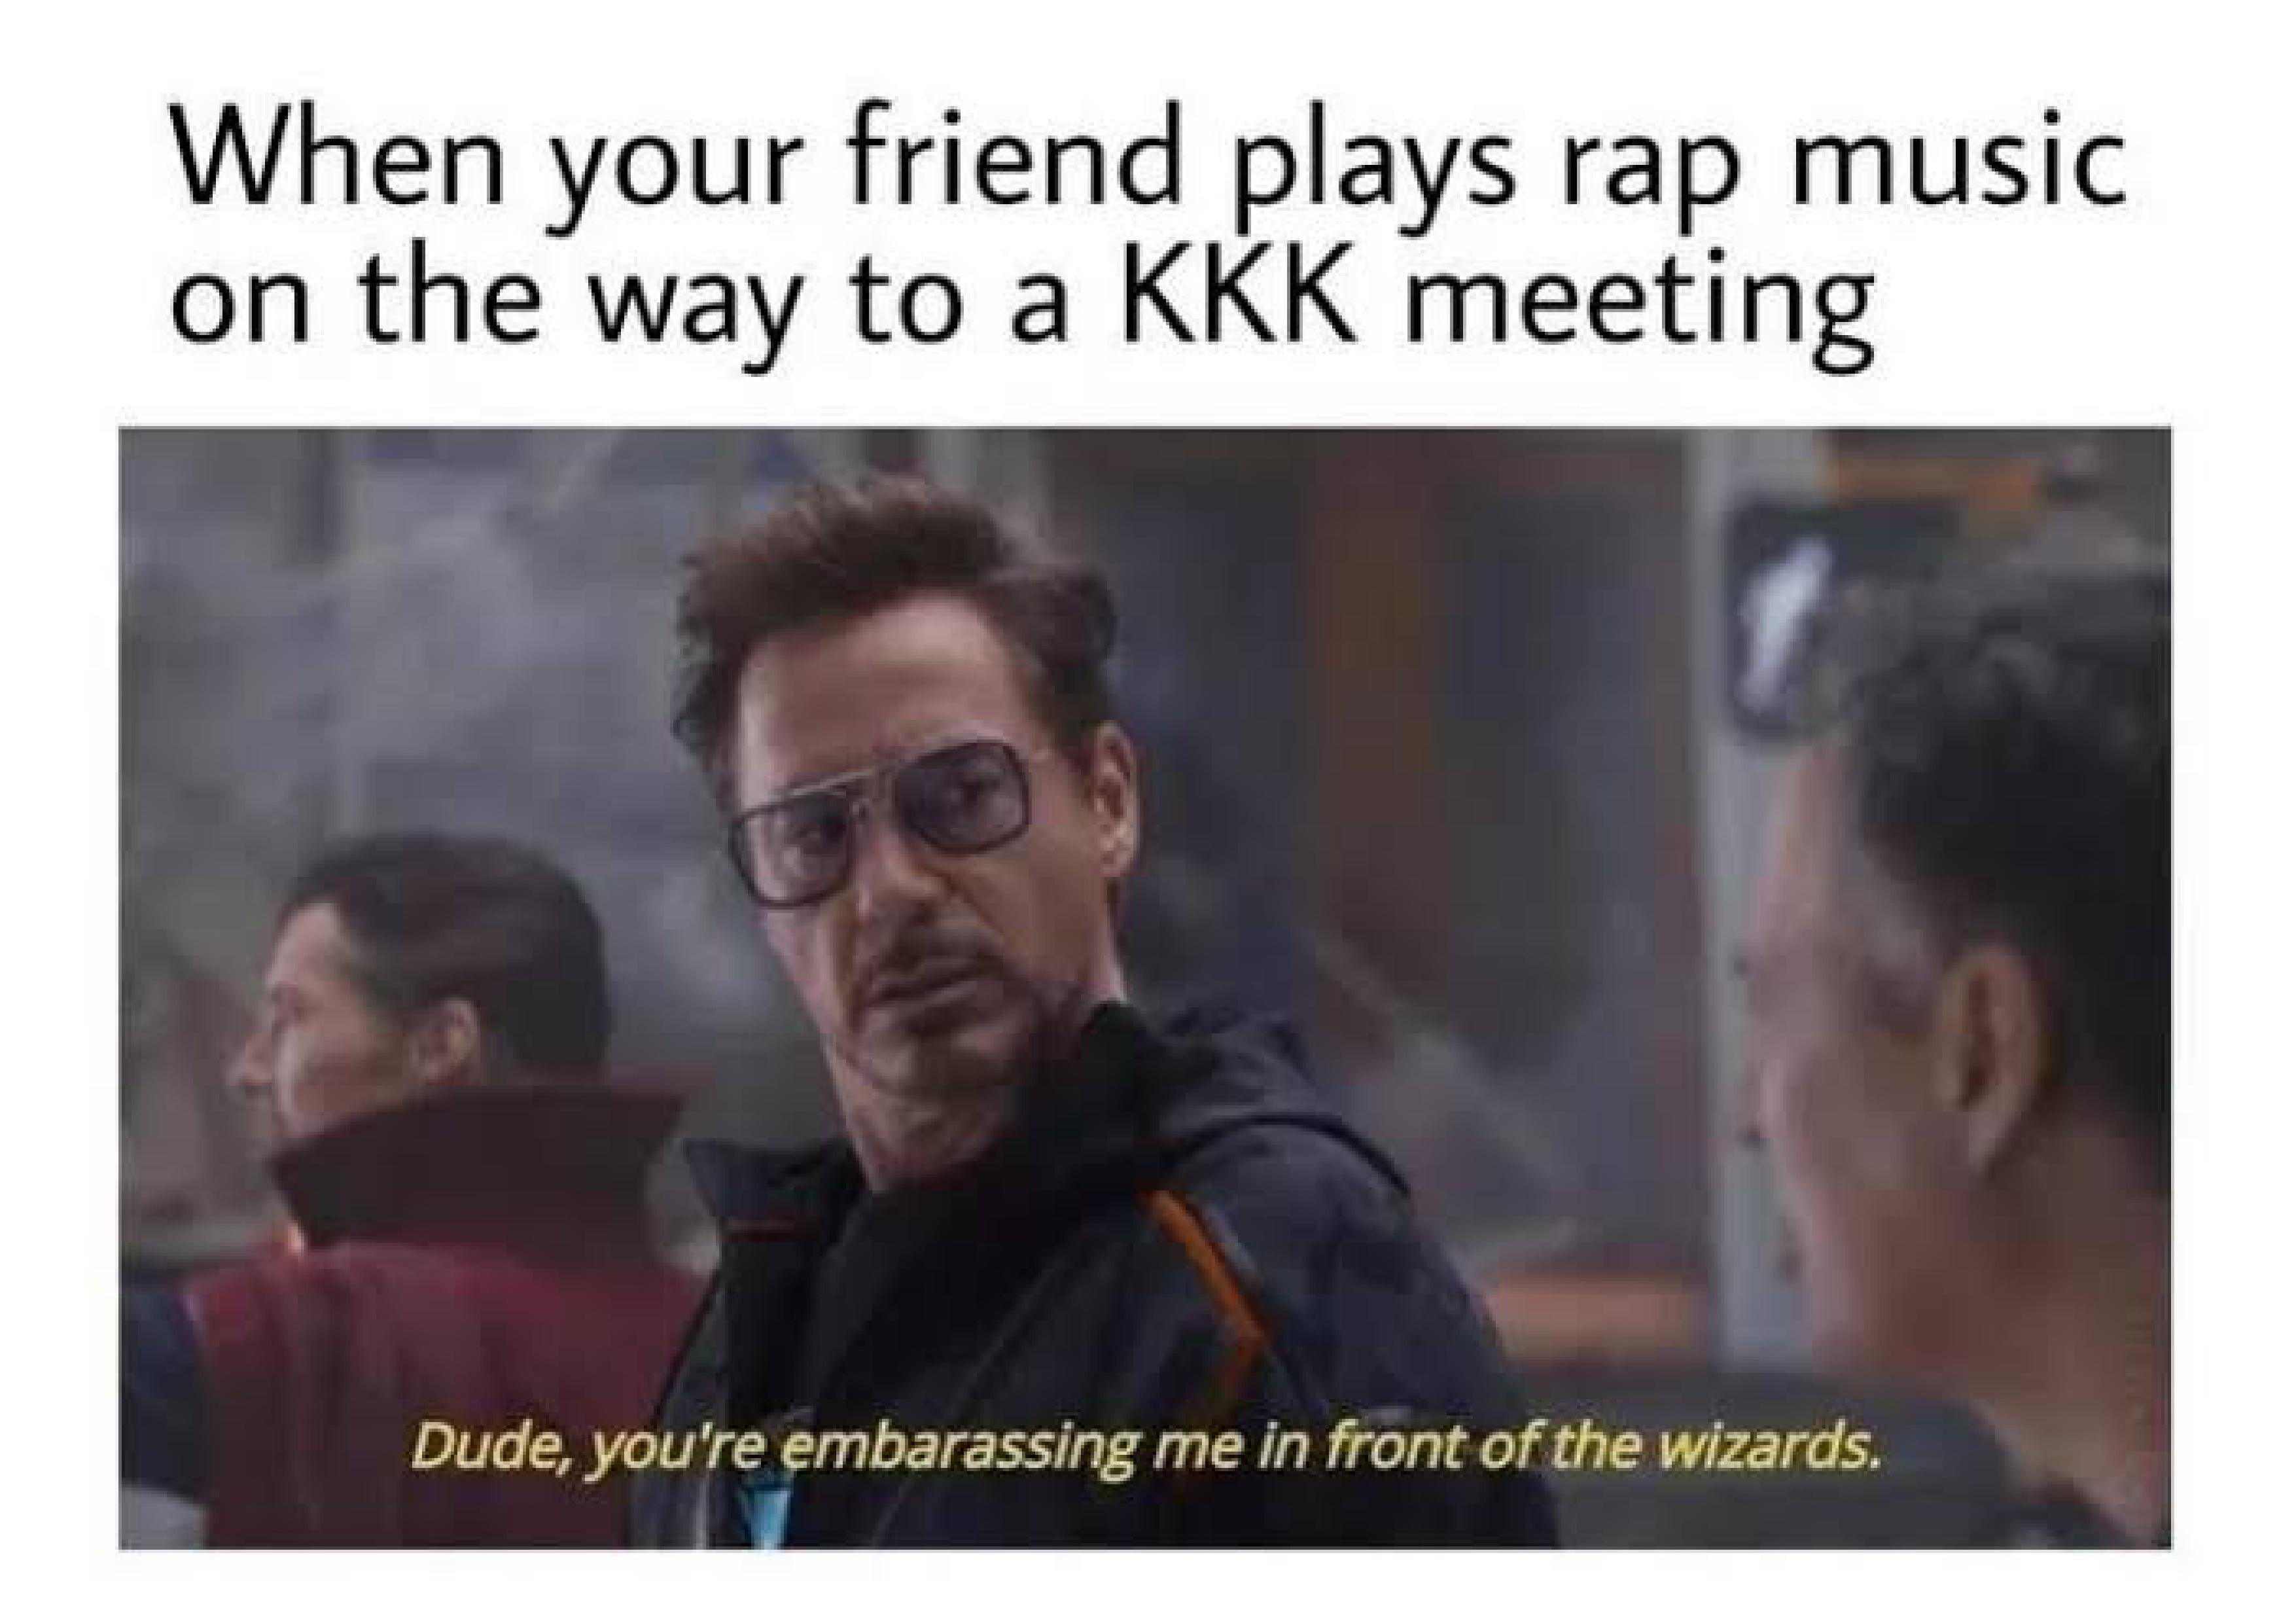 When your friend plays rap music
on the way to a KKK meeting
Dude, you're embarassing me in front of the wizards.